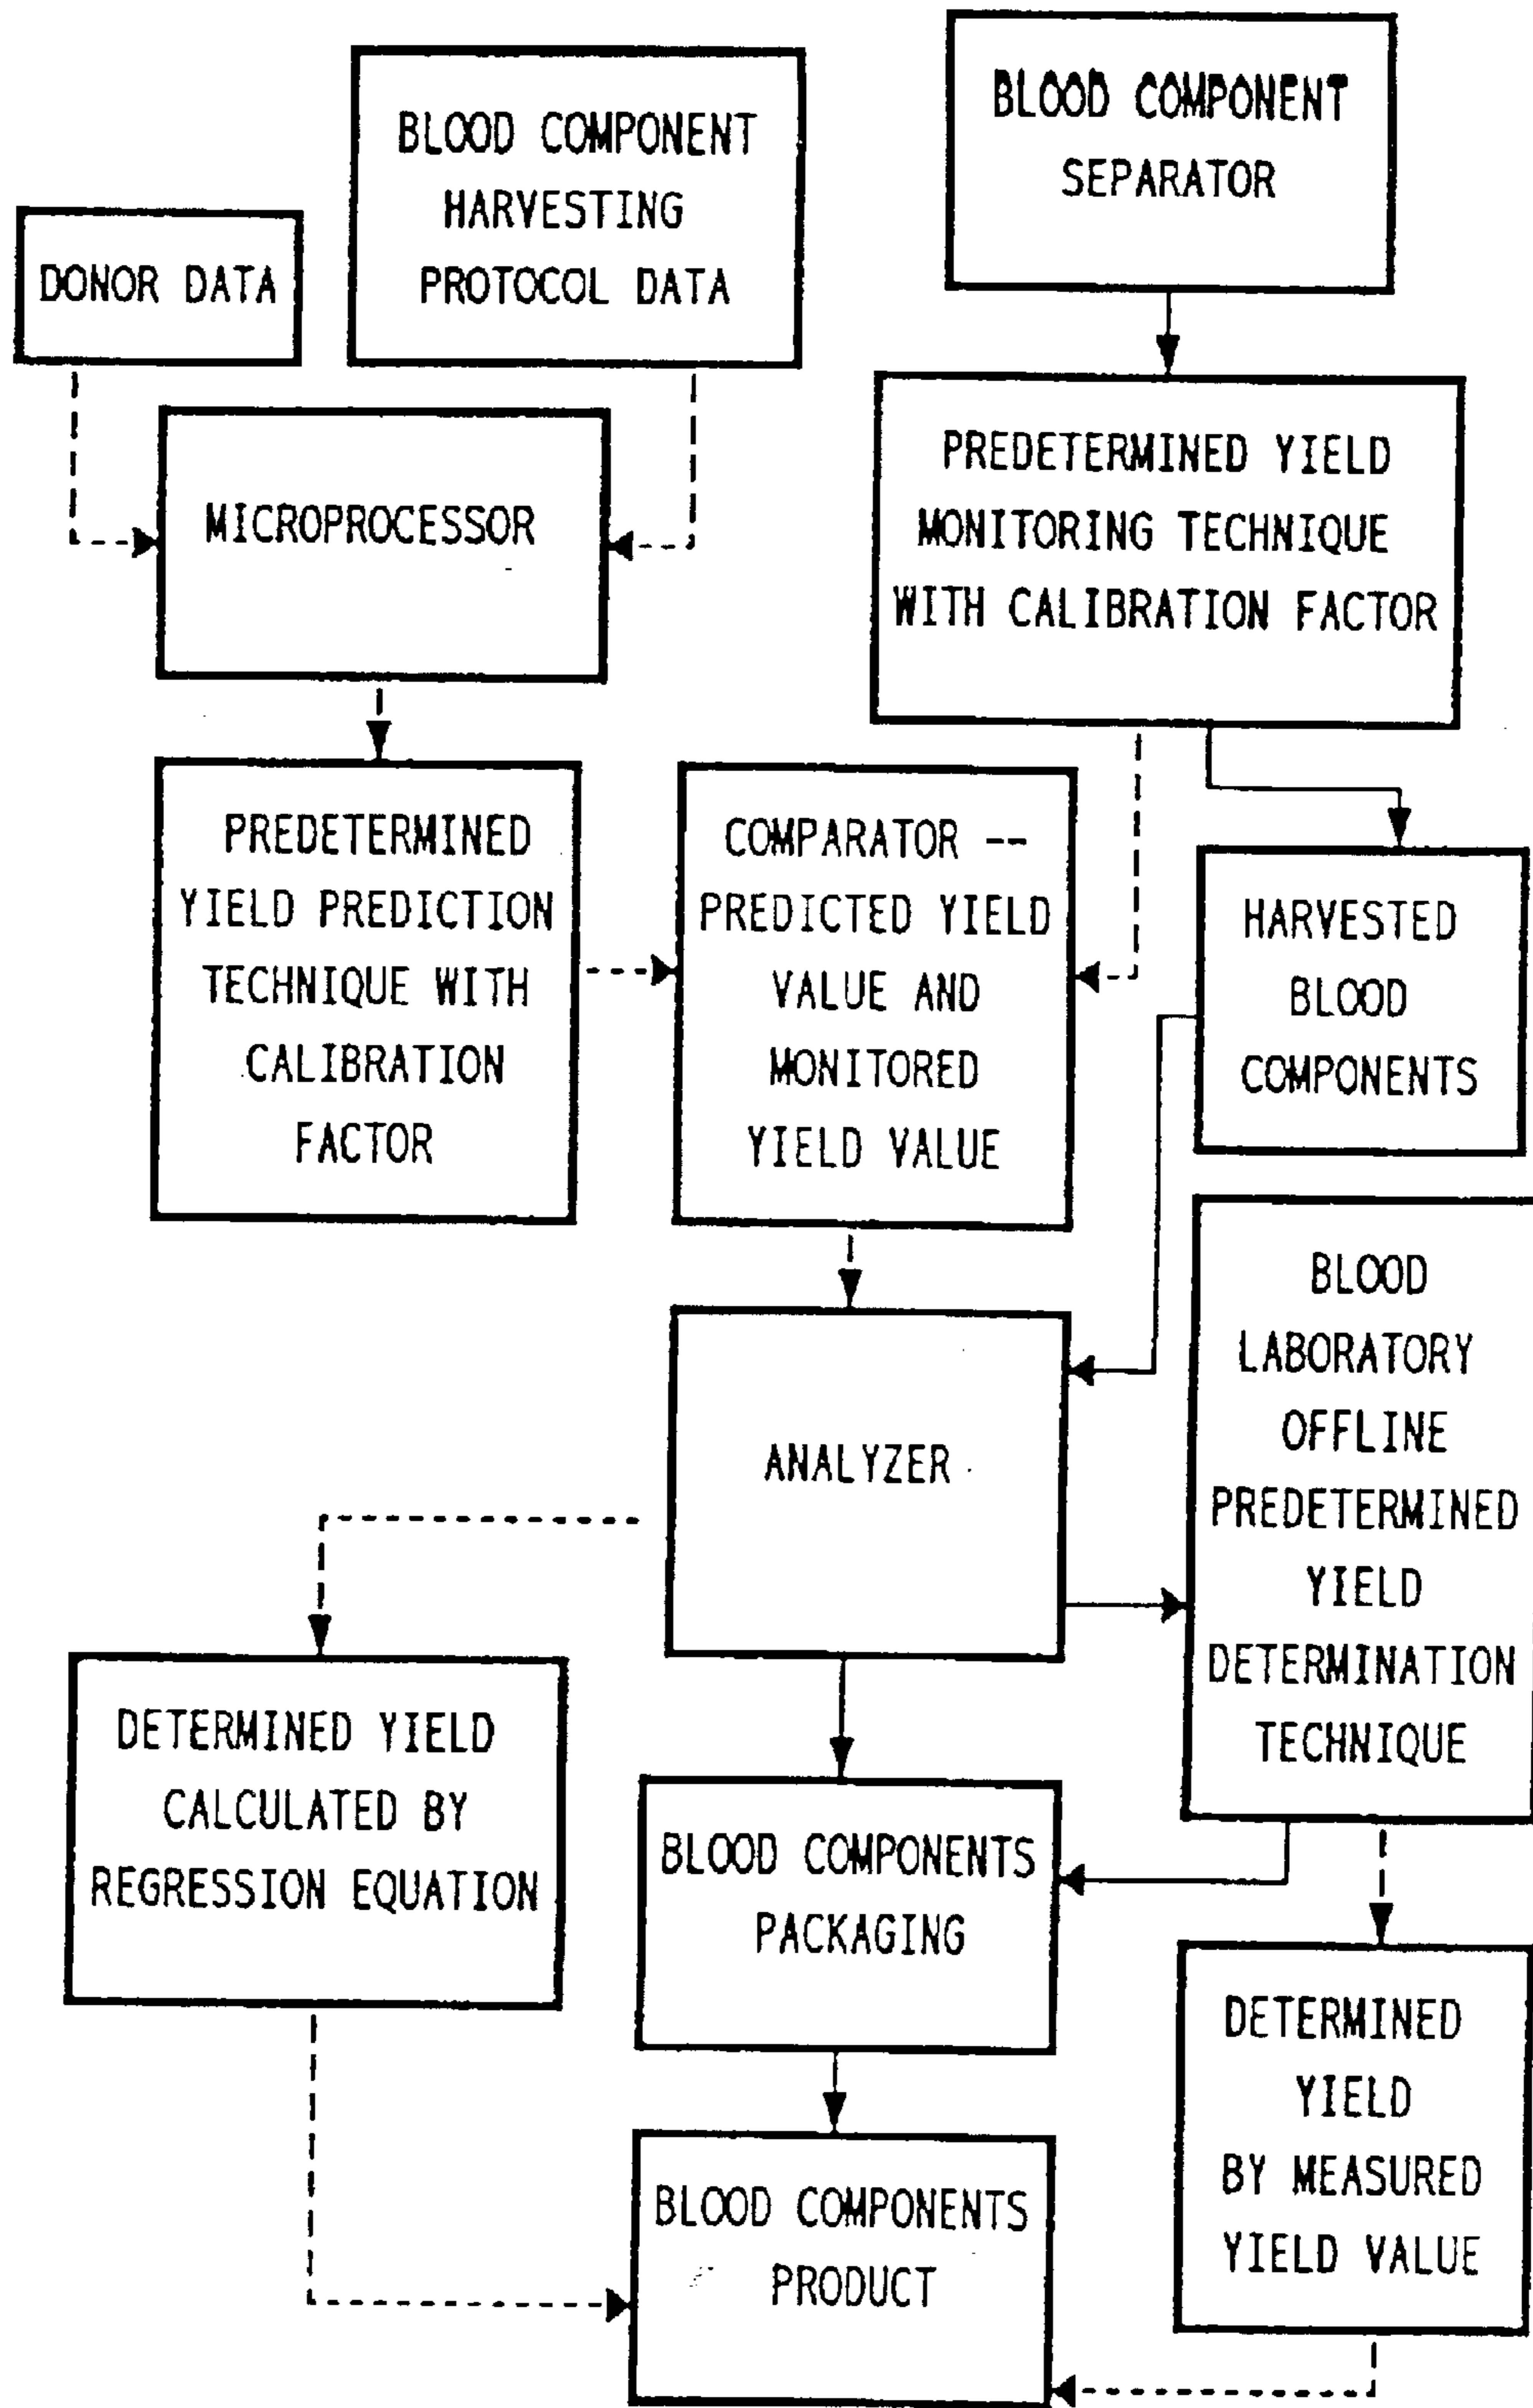 BLOOD COMPONENT
SEPARATOR
BLOOD COMPONENT
HARVESTING
PROTOCOL DATA
DONOR DATA
MICROPROCESSOR
PREDETERMINED YIELD
MONITORING TECHNIQUE
WITH CALIBRATION FACTOR
PREDETERMINED
YIELD PREDICTION
TECHNIQUE WITH
CALIBRATION
FACTOR
COMPARATOR --
PREDICTED YIELD
VALUE AND
MONITORED
YIELD VALUE
HARVESTED
BLOOD
COMPONENTS
ANALYZER
BLOOD
LABORATORY
OFFLINE
PREDETERMINED
YIELD
DETERMINATION
TECHNIQUE
DETERMINED YIELD
CALCULATED BY
REGRESSION EQUATION
BLOOD COMPONENTS
PACKAGING
DETERMINED
YIELD
BY MEASURED
YIELD VALUE
BLOOD COMPONENTS
PRODUCT